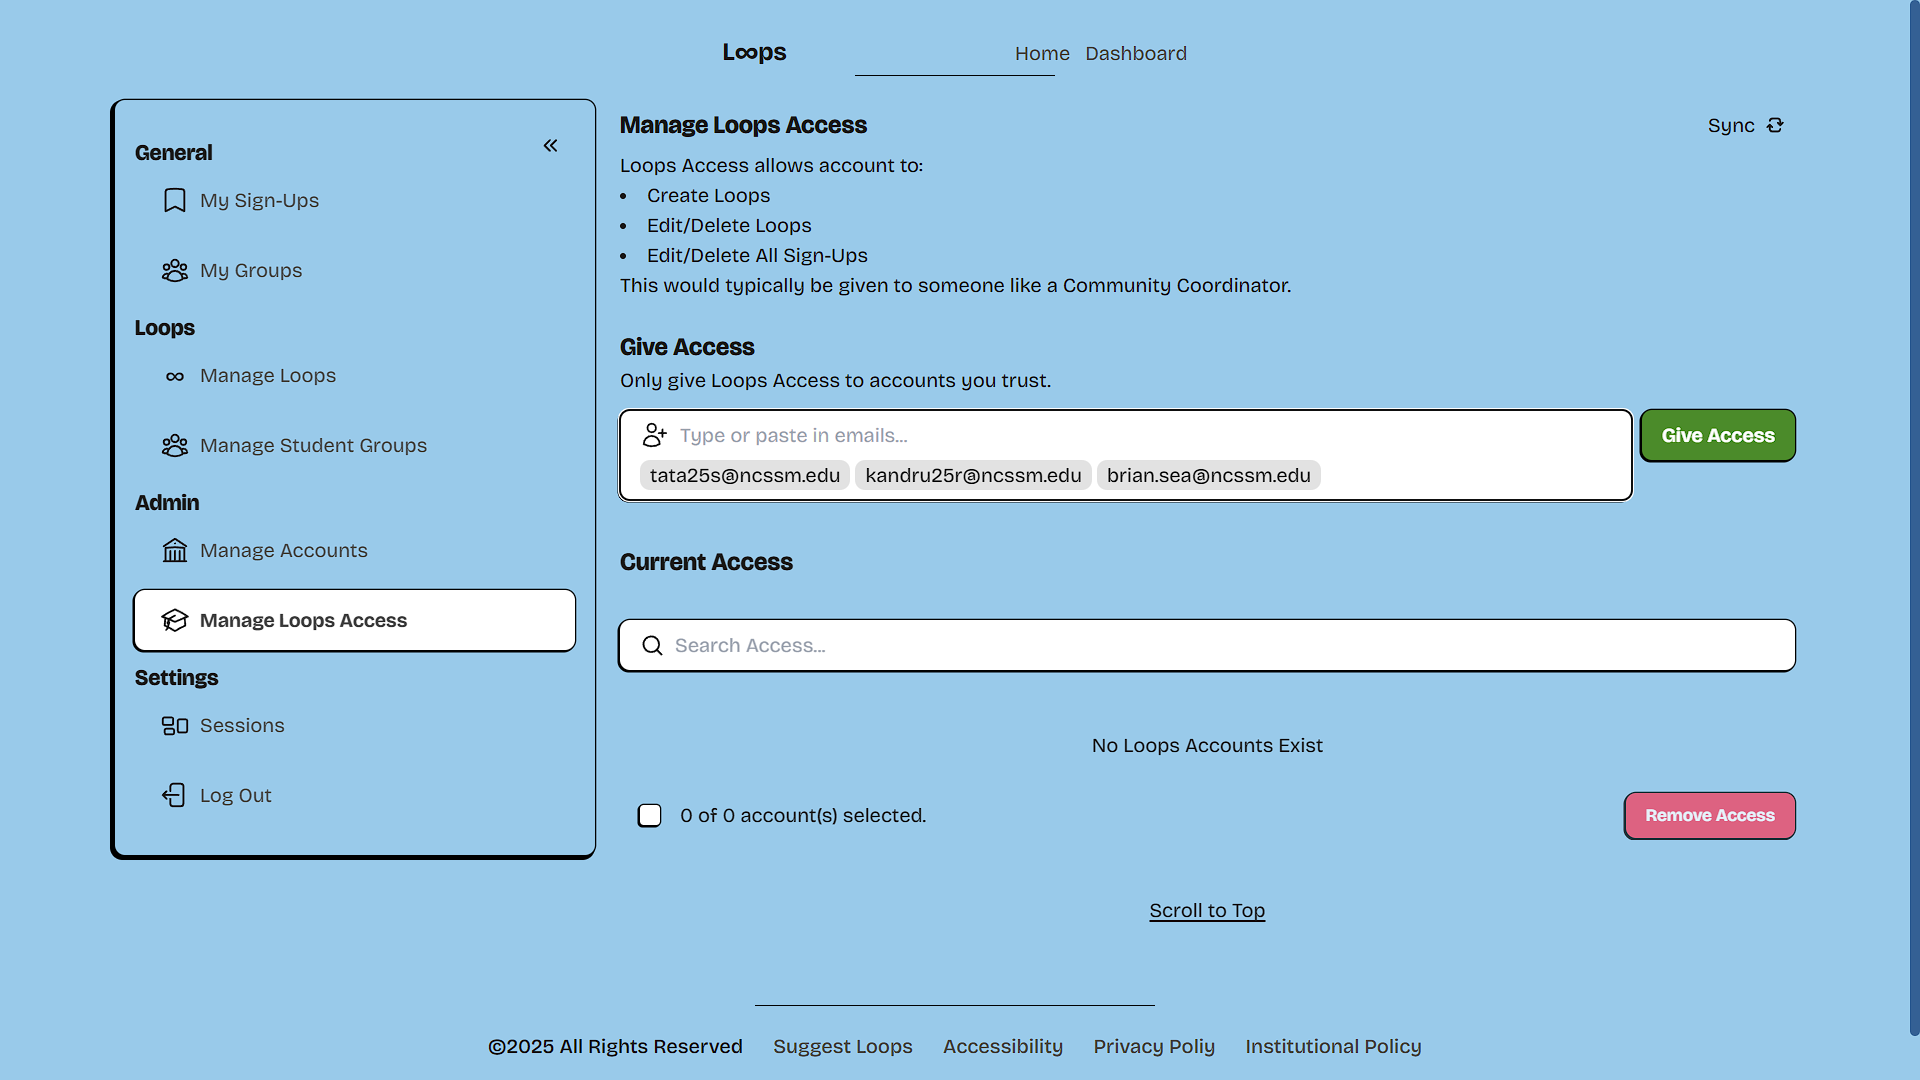 Loops
Home Dashboard
General
My Sign-Ups
My Groups
Loops
Manage Loops
Manage Student Groups
Admin
Manage Accounts
Manage Loops Access
Settings
Sessions
Log Out
Manage Loops Access
Sync
Loops Access allows account to:
• Create Loops
• Edit/Delete Loops
• Edit/Delete All Sign-Ups
This would typically be given to someone like a Community Coordinator.
Give Access
Only give Loops Access to accounts you trust.
Type or paste in emails...
tata25s@ncssm.edu kandru25r@ncssm.edu brian.sea@ncssm.edu
Give Access
Current Access
Search Access...
No Loops Accounts Exist
0 of 0 account(s) selected.
Remove Access
Scroll to Top
©2025 All Rights Reserved Suggest Loops Accessibility Privacy Poliy Institutional Policy